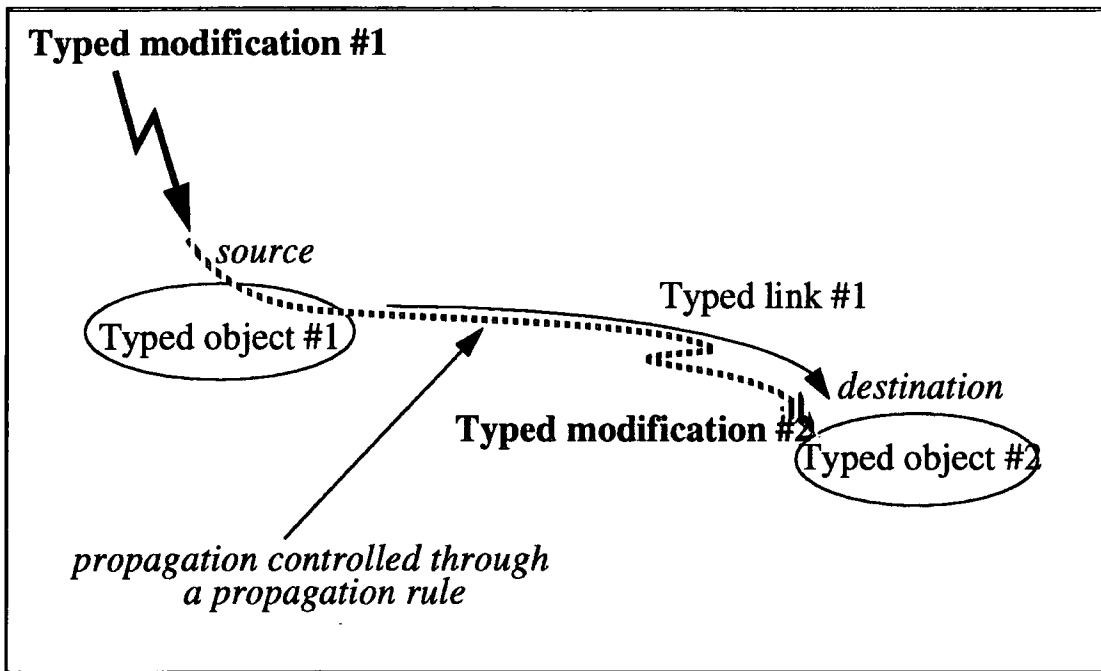 Typed modification #1
source
Typed link #1
Typed object #1
destination
Typed modification #2
Typed object #2
propagation controlled through
a propagation rule